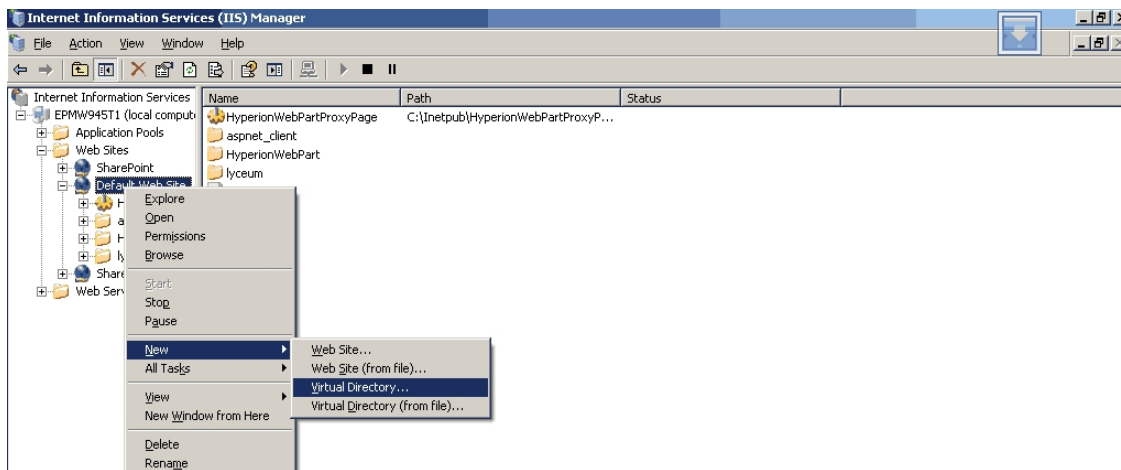 Internet Information Services (IIS) Manager
File Action View Window Help
Internet Information Services
EPMW945T1 (local comput
Application Pools
Web Sites
SharePoint
Default Web Site
H
a
H
ly
Share
Web Serv
Name Path Status
HyperionWebPartProxyPage C:\Inetpub\HyperionWebPartProxyP...
aspnet_client
HyperionWebPart
lyceum
Explore
Open
Permissions
Browse
Start
Stop
Pause
New
All Tasks
View
New Window from Here
Delete
Rename
Web Site...
Web Site (from file)...
Virtual Directory...
Virtual Directory (from file)...